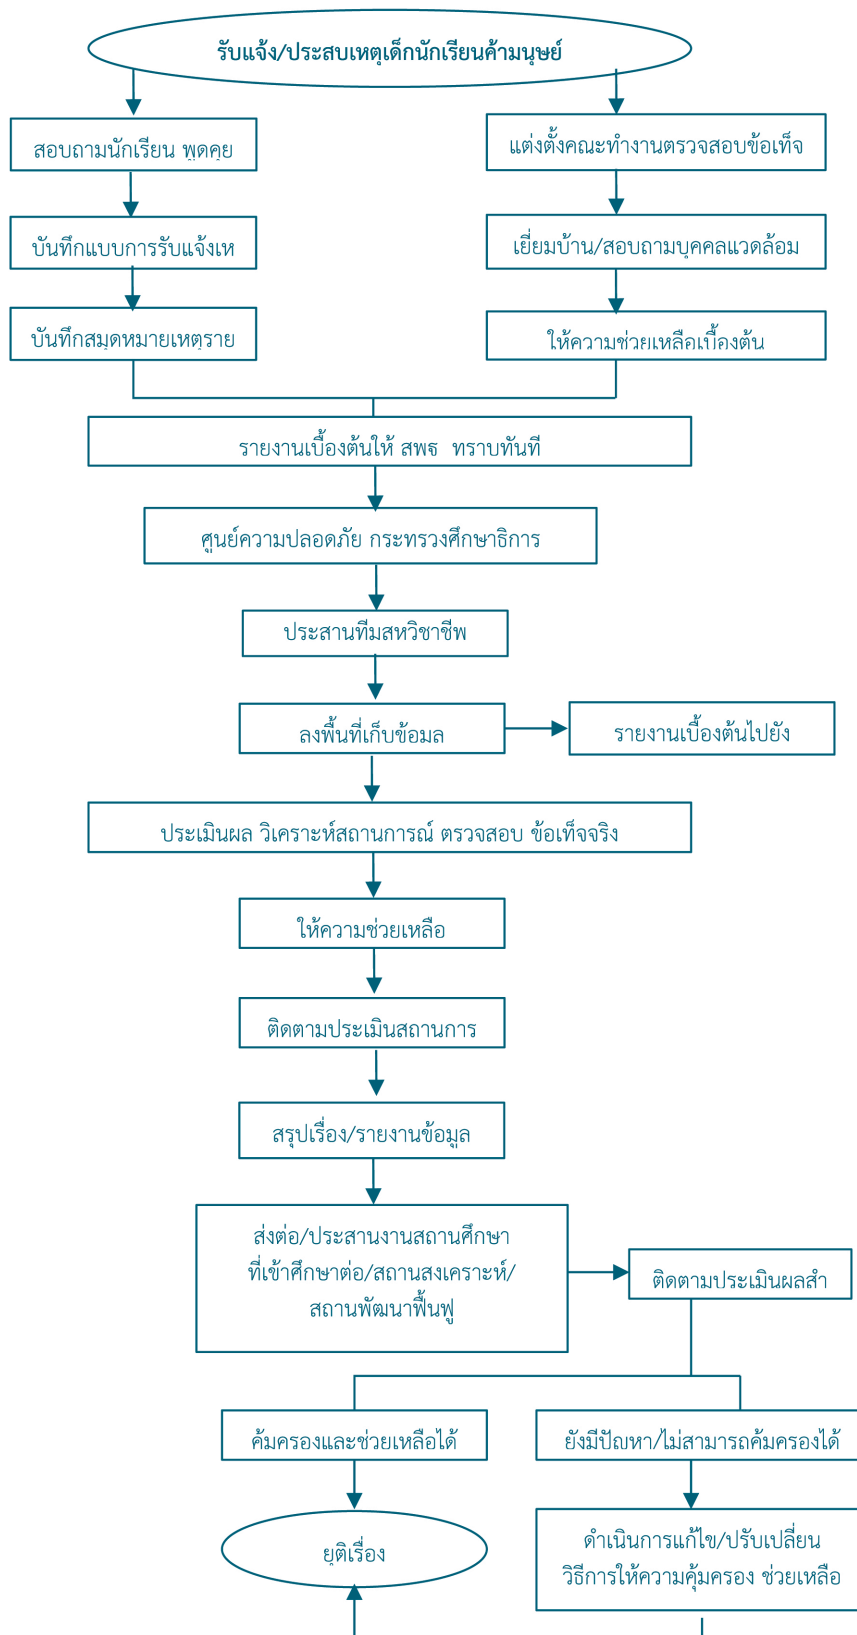 รับแจ้ง/ประสบเหตุเด็กนักเรียนค้ามนุษย์
สอบถามนักเรียน พูดคุย
แต่งตั้งคณะทำงานตรวจสอบข้อเท็จ
บันทึกแบบการรับแจ้งเห
เยี่ยมบ้าน/สอบถามบุคคลแวดล้อม
บันทึกสมุดหมายเหตุราย
ให้ความช่วยเหลือเบื้องต้น
รายงานเบื้องต้นให้ สพฐ ทราบทันที
ศูนย์ความปลอดภัย กระทรวงศึกษาธิการ
ประสานทีมสหวิชาชีพ
ลงพื้นที่เก็บข้อมูล
รายงานเบื้องต้นไปยัง
ประเมินผล วิเคราะห์สถานการณ์ ตรวจสอบ ข้อเท็จจริง
ให้ความช่วยเหลือ
ติดตามประเมินสถานการ
สรุปเรื่อง/รายงานข้อมูล
ส่งต่อ/ประสานงานสถานศึกษา
ที่เข้าศึกษาต่อ/สถานสงเคราะห์/
สถานพัฒนาฟื้นฟู
ติดตามประเมินผลสำ
คุ้มครองและช่วยเหลือได้
ยังมีปัญหา/ไม่สามารถคุ้มครองได้
ยุติเรื่อง
ดำเนินการแก้ไข/ปรับเปลี่ยน
วิธีการให้ความคุ้มครอง ช่วยเหลือ